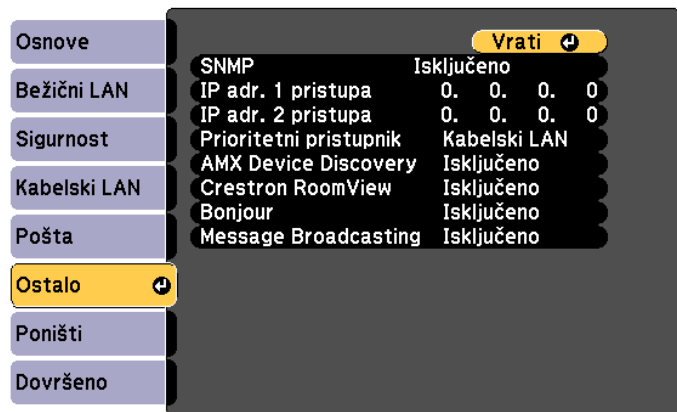 Osnove
Bežični LAN
Sigurnost
Kabelski LAN
Pošta
Ostalo
Poništi
Dovršeno
Vrati
SNMP Isključeno
IP adr. 1 pristupa 0. 0. 0. 0
IP adr. 2 pristupa 0. 0. 0. 0
Prioritetni pristupnik Kabelski LAN
AMX Device Discovery Isključeno
Crestron RoomView Isključeno
Bonjour Isključeno
Message Broadcasting Isključeno